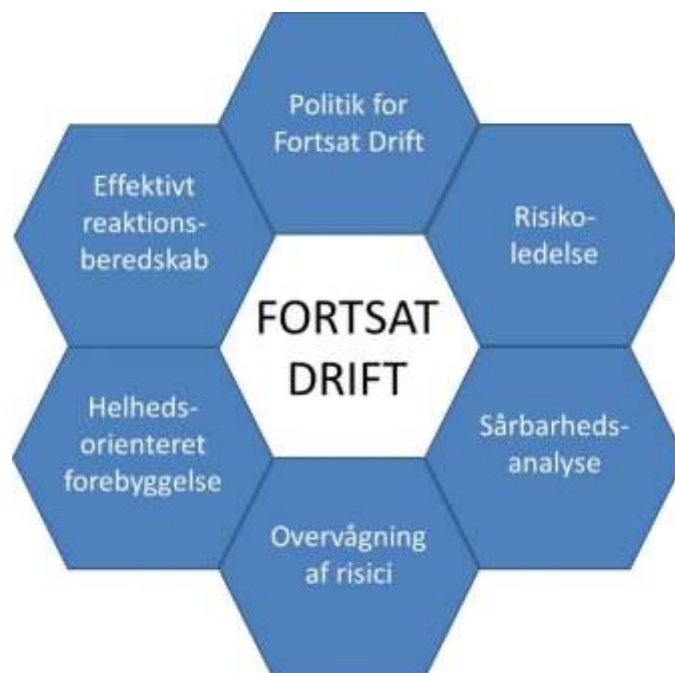 Politik for
Fortsat Drift
Effektivt
reaktions-
beredskab
Risiko-
ledelse
FORTSAT
DRIFT
Helheds-
orienteret
forebyggelse
Sårbarheds-
analyse
Overvågning
af risici